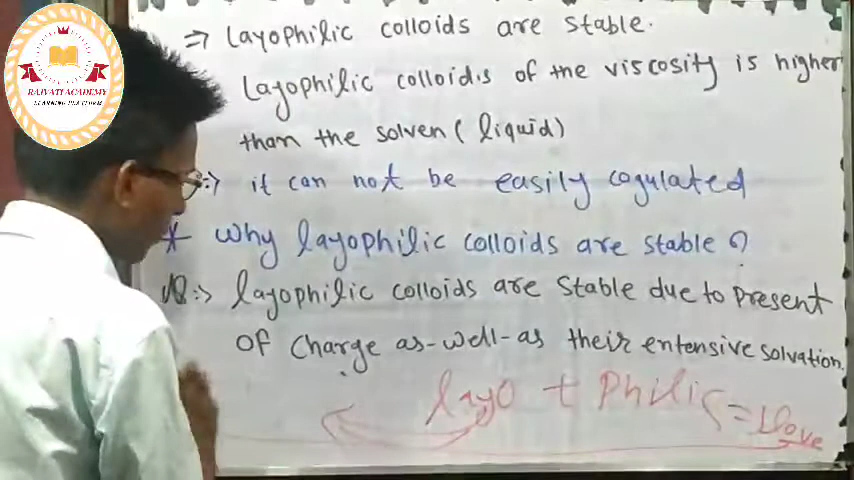 RAJVATI ACADEMY
LEARNING PLATFORM
⇒ Layophilic colloids are stable.
Layophilic colloids of the viscosity is higher
than the solven (liquid)
it can not be easily cogulated
* why layophilic colloids are stable ?
layophilic colloids are stable due to present
of charge as-well-as their entensive solvation.
layo + Philic = love